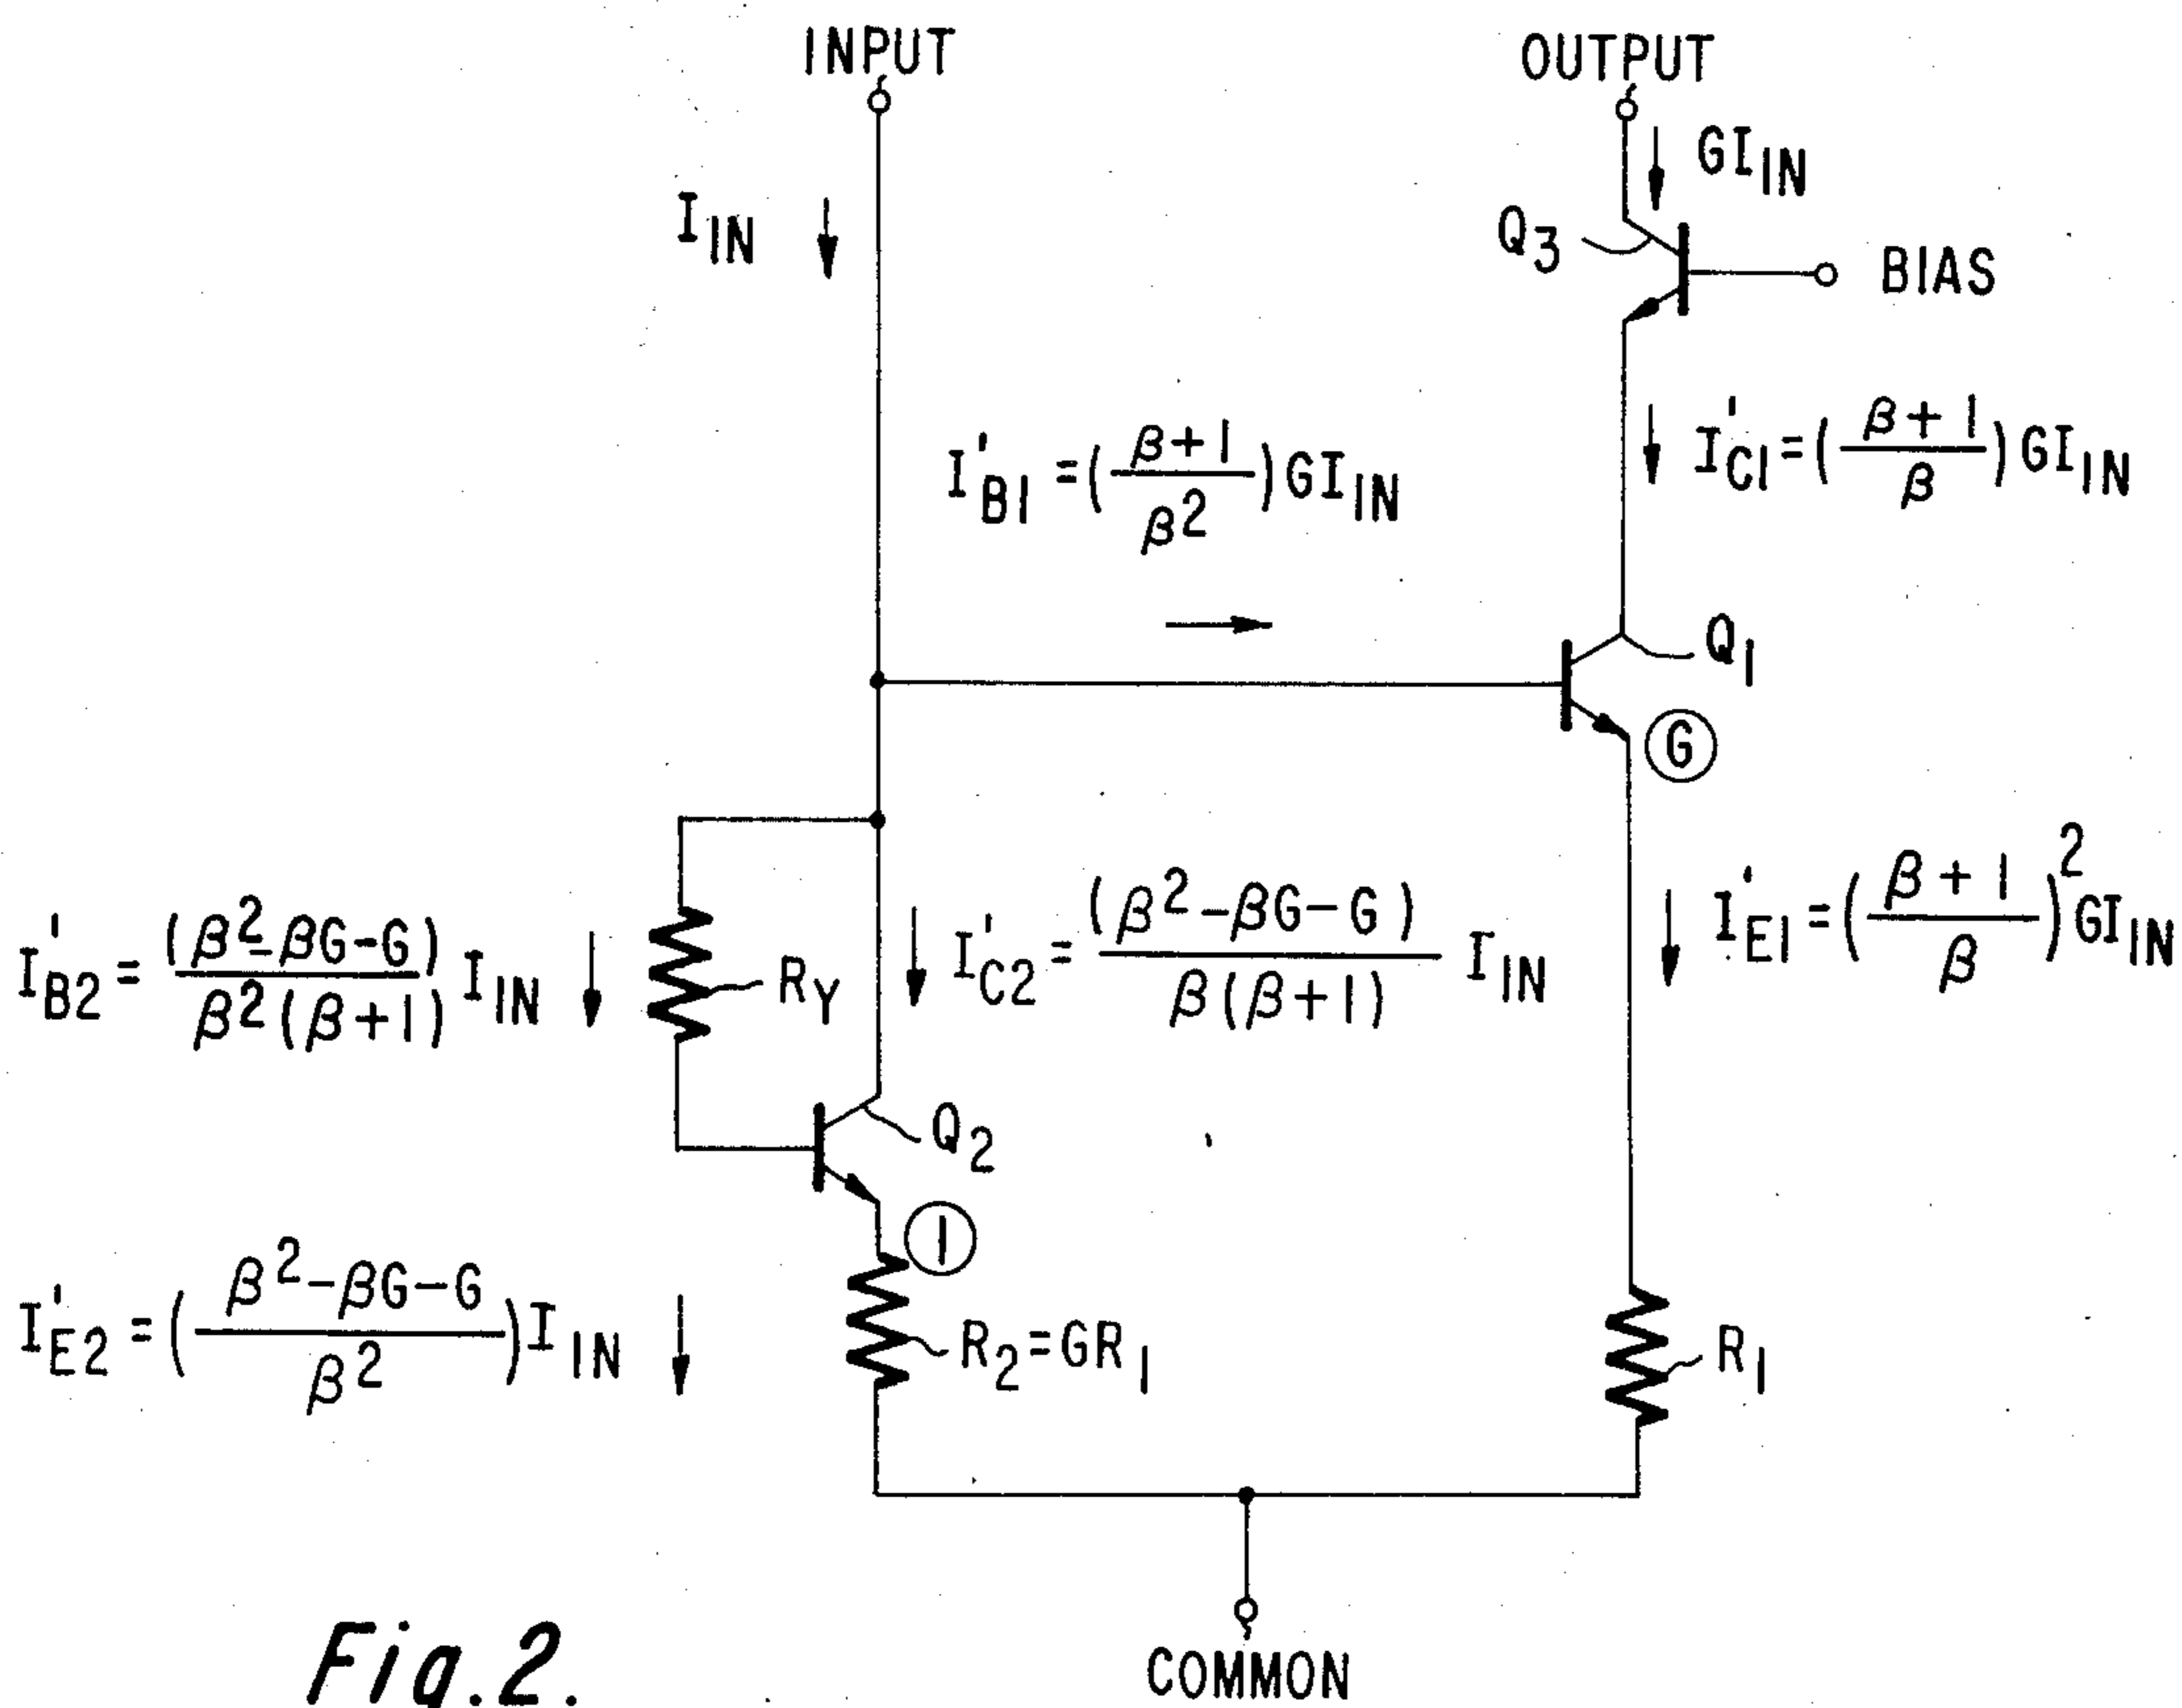 INPUT
OUTPUT
GI_IN
I_IN
Q3
BIAS
I'_B1 = (β+1/β²)GI_IN
I'_C1 = (β+1/β)GI_IN
Q1
G
I'_B2 = (β²-βG-G)/β²(β+1) I_IN
R_Y
I'_C2 = (β²-βG-G)/β(β+1) I_IN
I'_E1 = (β+1/β)² GI_IN
Q2
1
I'_E2 = (β²-βG-G/β²)I_IN
R2=GR1
R1
COMMON
Fig.2.